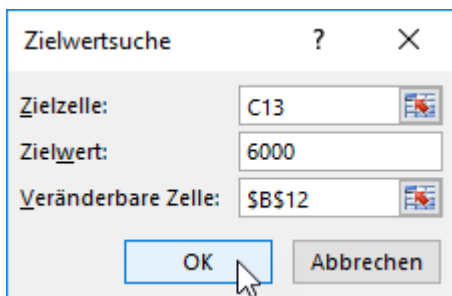 Zielwertsuche ?
Zielzelle: C13
Zielwert: 6000
Veränderbare Zelle: $B$12
OK Abbrechen